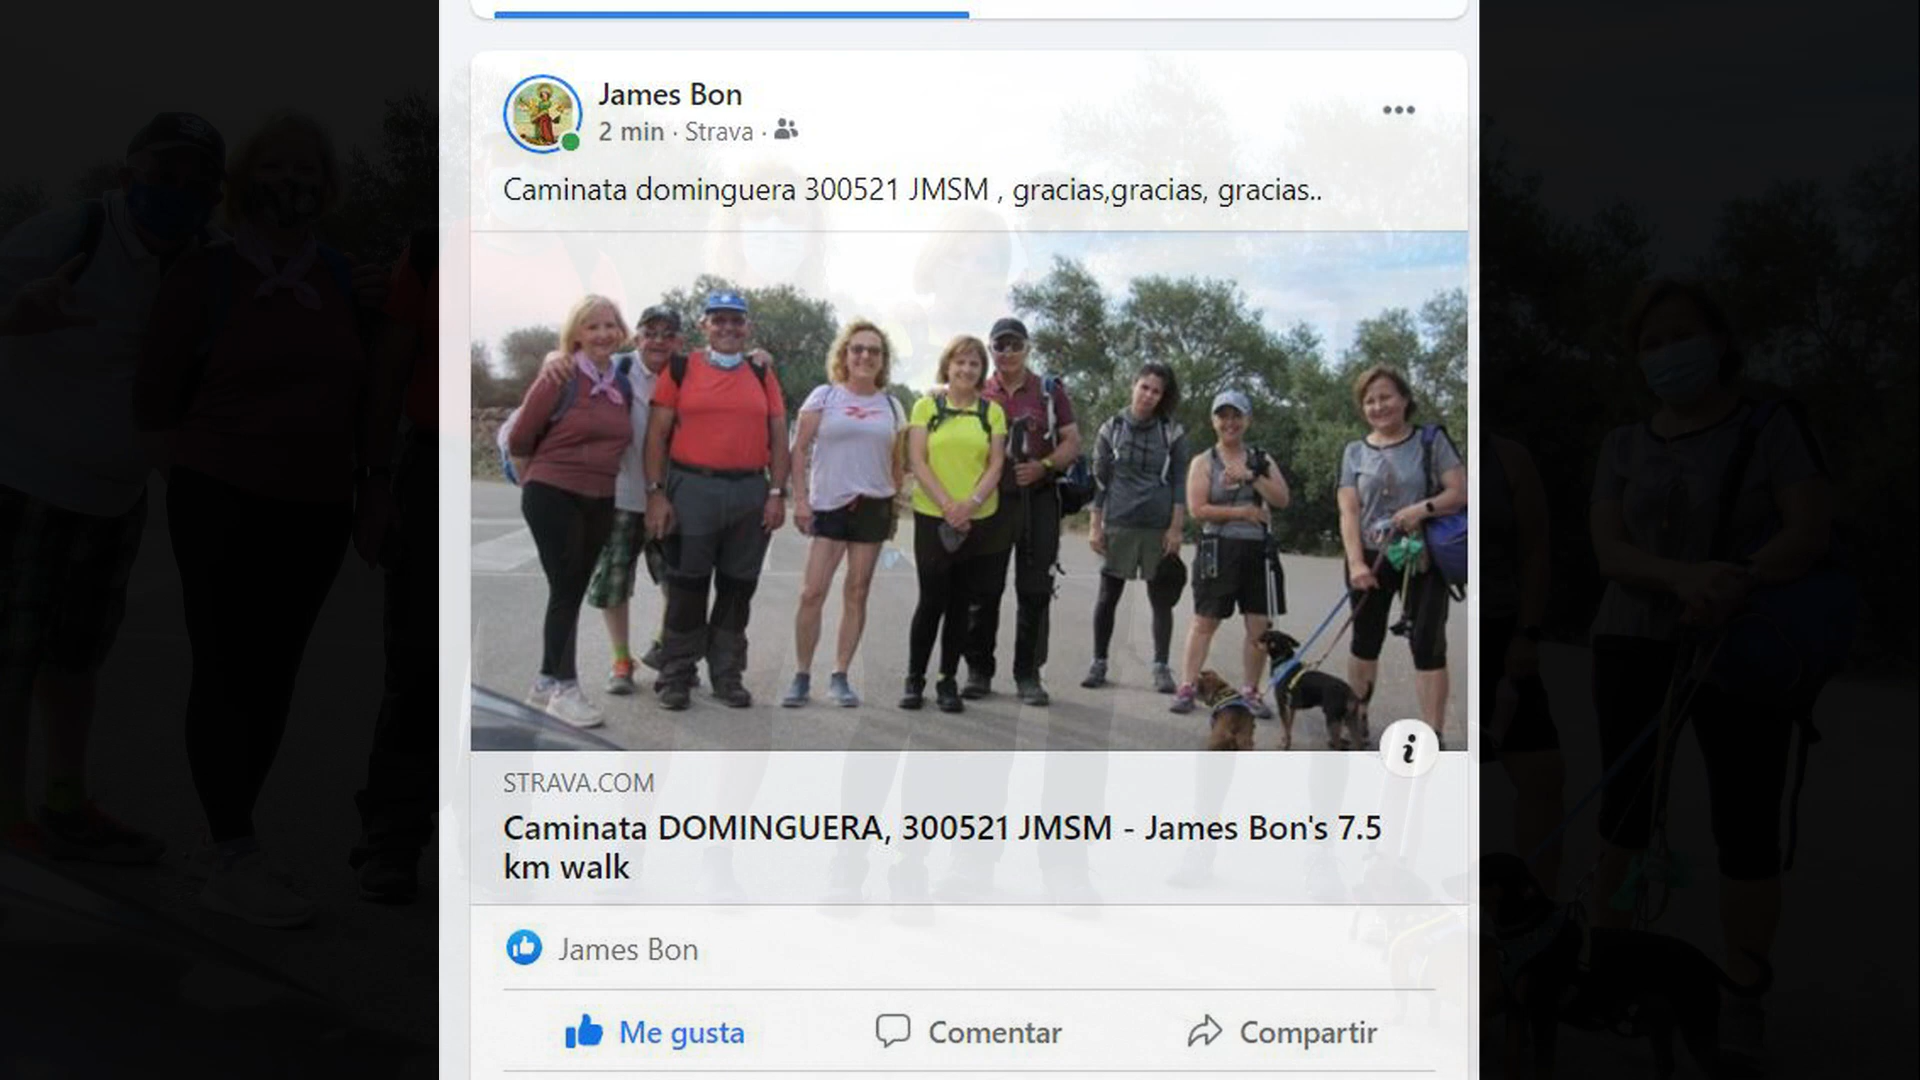 James Bon
2 min · Strava ·
Caminata dominguera 300521 JMSM , gracias,gracias, gracias..
STRAVA.COM
Caminata DOMINGUERA, 300521 JMSM - James Bon's 7.5
km walk
James Bon
Me gusta
Comentar
Compartir